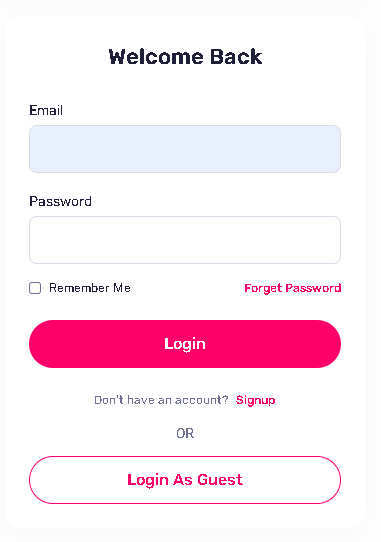 Welcome Back
Email
Password
Remember Me Forget Password
Login
Don't have an account? Signup
OR
Login As Guest